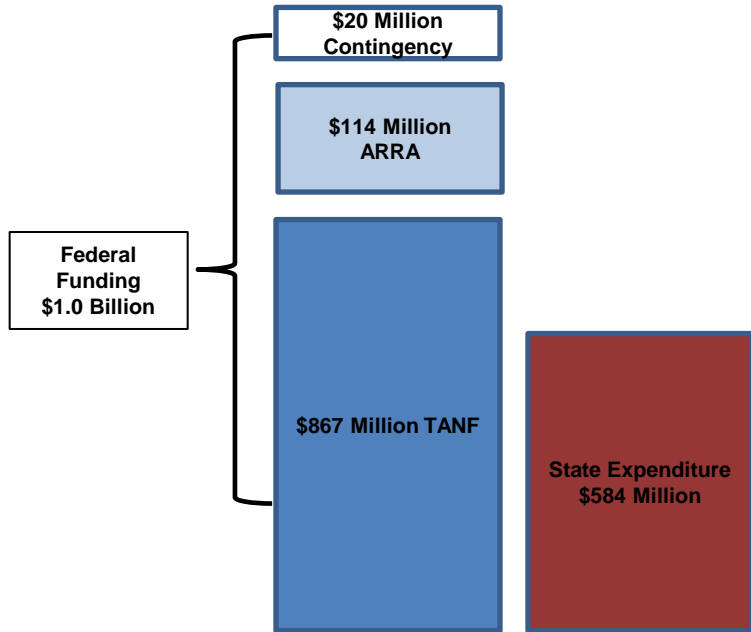 $20 Million
Contingency
$114 Million
ARRA
Federal
Funding
$1.0 Billion
$867 Million TANF
State Expenditure
$584 Million